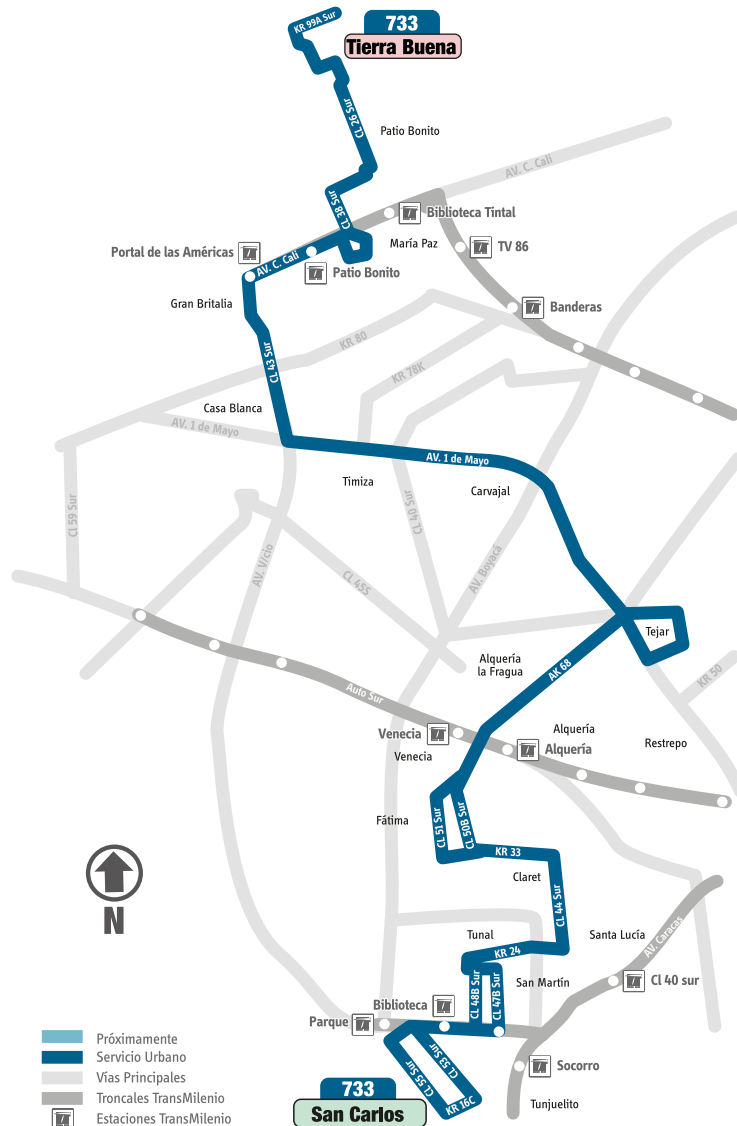 KR 99A Sur
733
Tierra Buena
CL 26 Sur
Patio Bonito
AV. C. Cali
CL 38 Sur
Biblioteca Tintal
María Paz
TV 86
Portal de las Américas
AV. C. Cali
Patio Bonito
Gran Britalia
Banderas
KR 80
CL 43 Sur
KR 78K
Casa Blanca
AV. 1 de Mayo
AV. 1 de Mayo
Timiza
Carvajal
Cl 59 Sur
CL 40 Sur
AV. V/cio
CL 45S
AV. Boyacá
Tejar
Alquería
la Fragua
AK 68
KR 50
Auto Sur
Venecia
Venecia
Alquería
Alquería
Restrepo
Fátima
CL 51 Sur
CL 50B Sur
KR 33
Claret
CL 44 Sur
N
Tunal
KR 24
Santa Lucía
AV. Caracas
San Martín
CL 48B Sur
CL 47B Sur
Cl 40 sur
Biblioteca
Parque
CL 53 Sur
CL 55 Sur
KR 16C
Socorro
Tunjuelito
733
San Carlos
Próximamente
Servicio Urbano
Vías Principales
Troncales TransMilenio
Estaciones TransMilenio